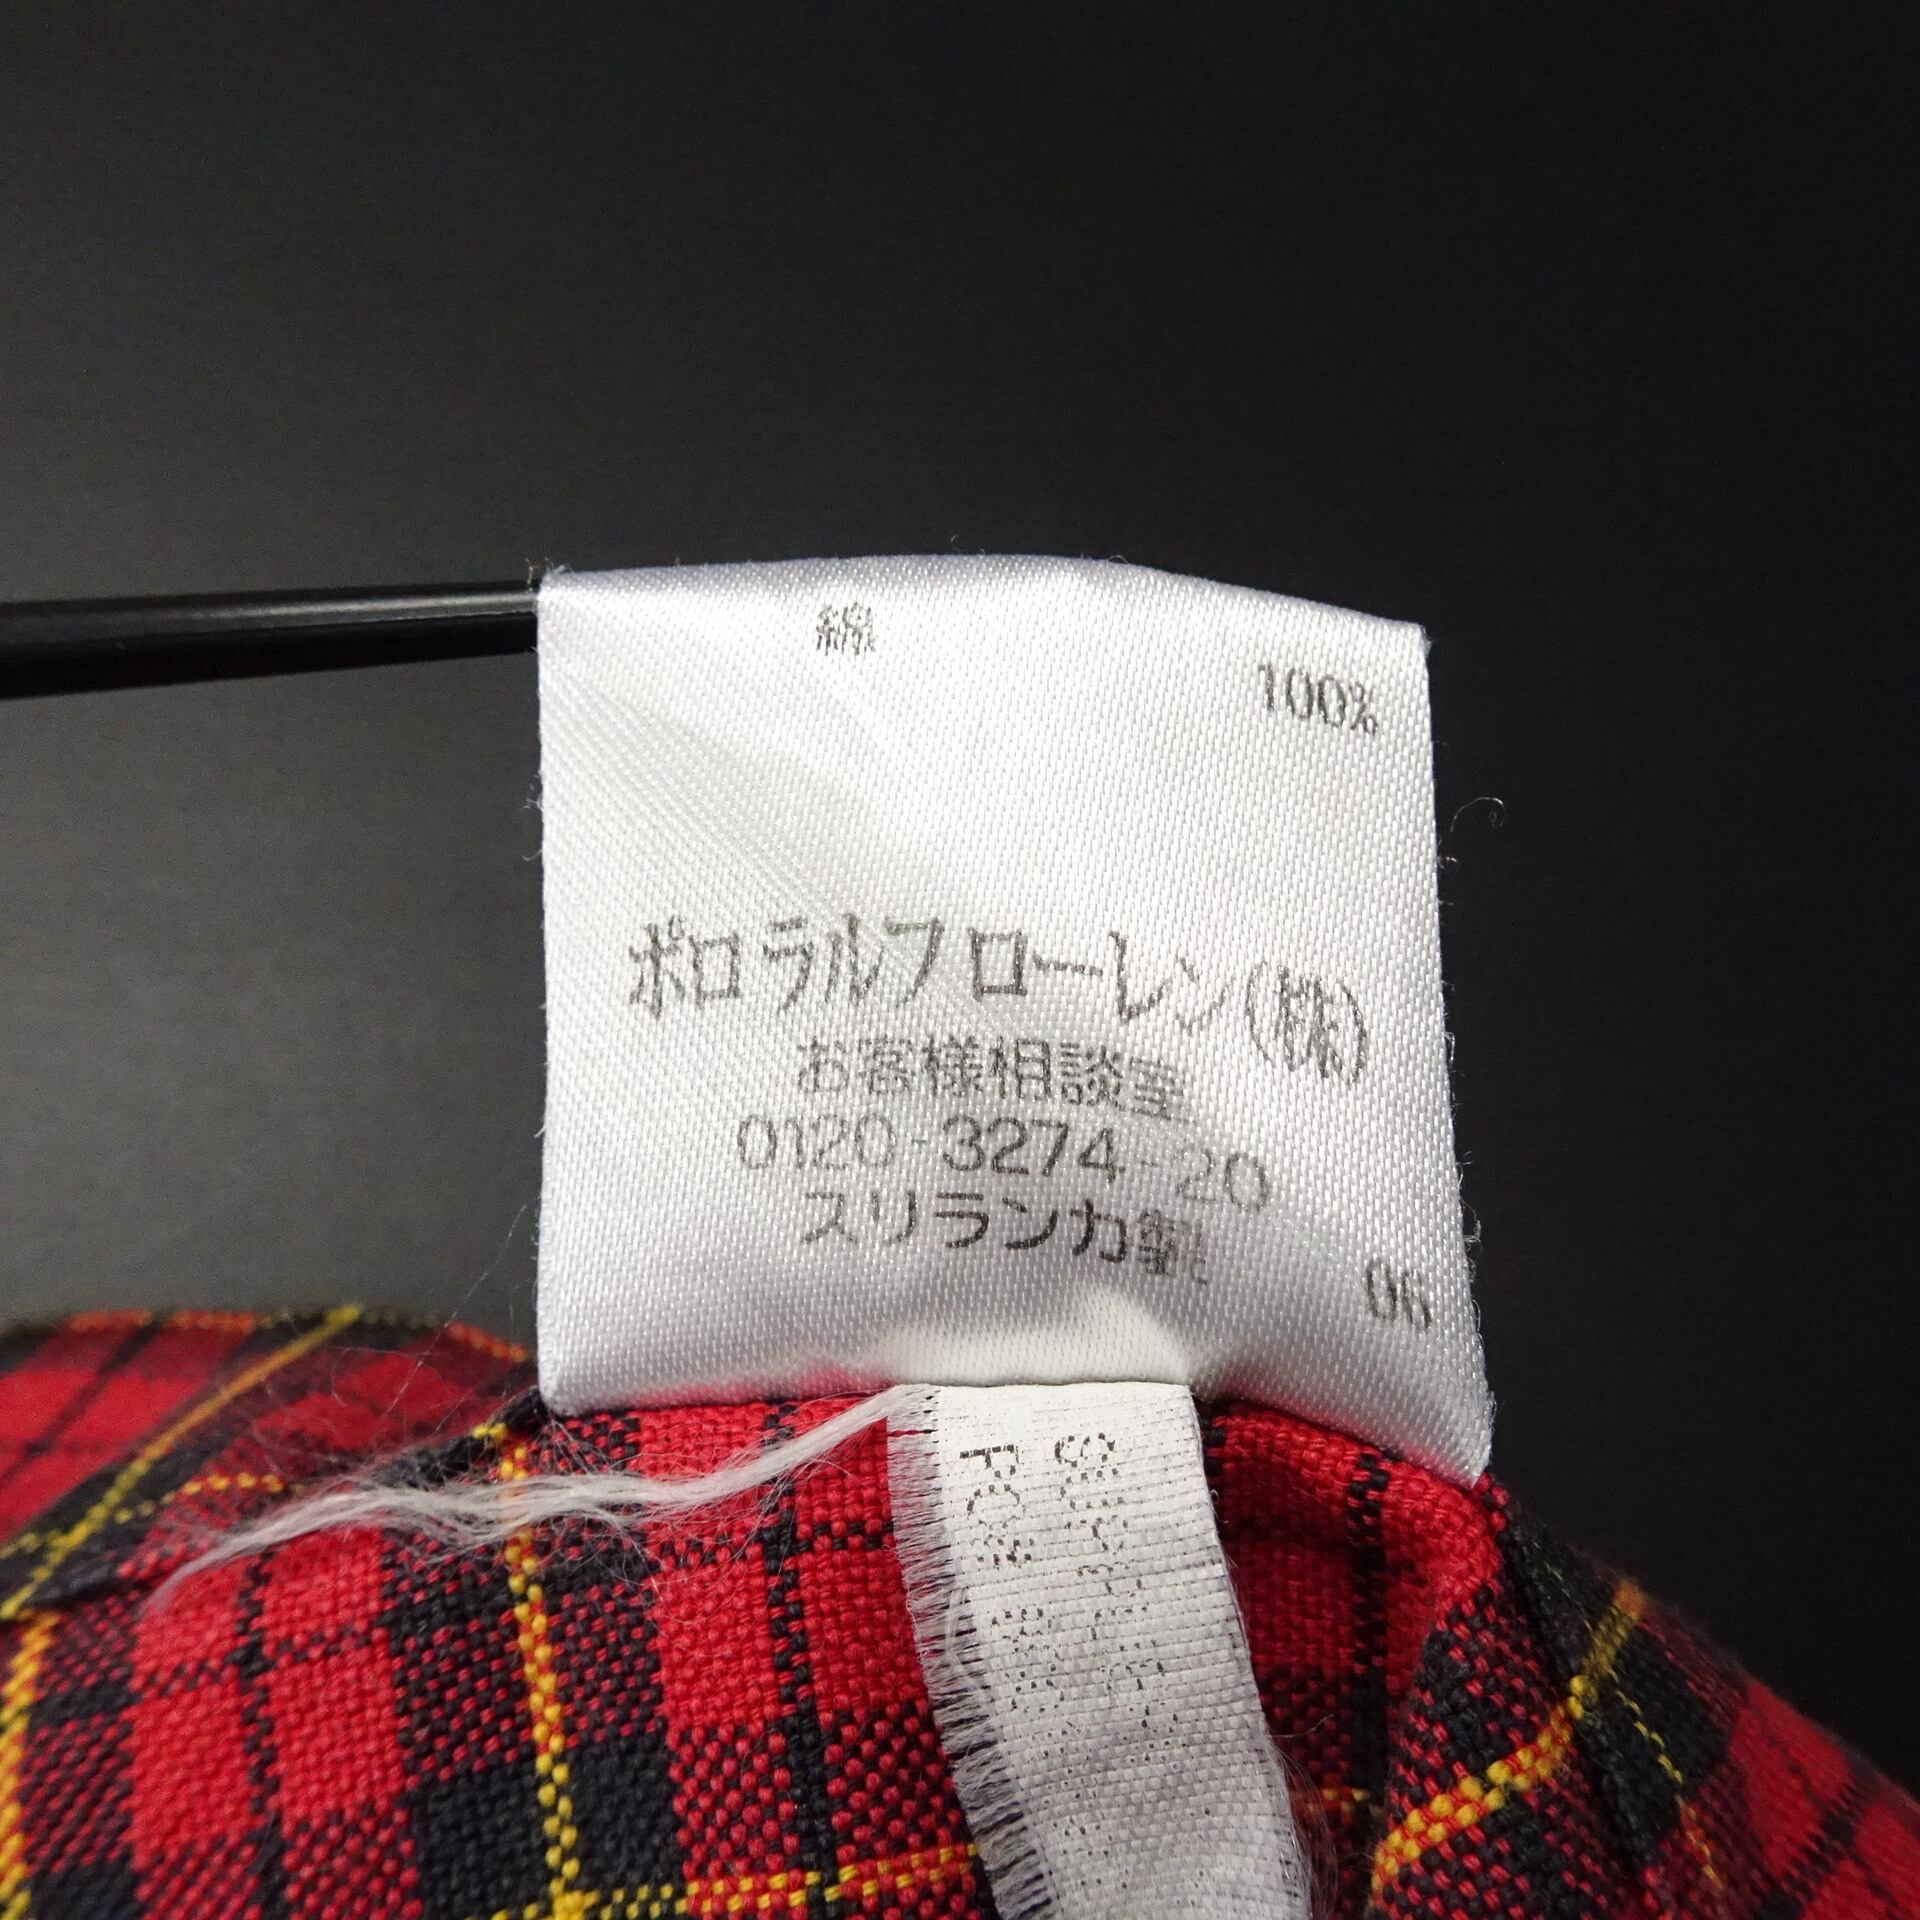 綿
100%
ポロ ラルフ ローレン(株)
お客様相談室
0120-3274-20
スリランカ製
06